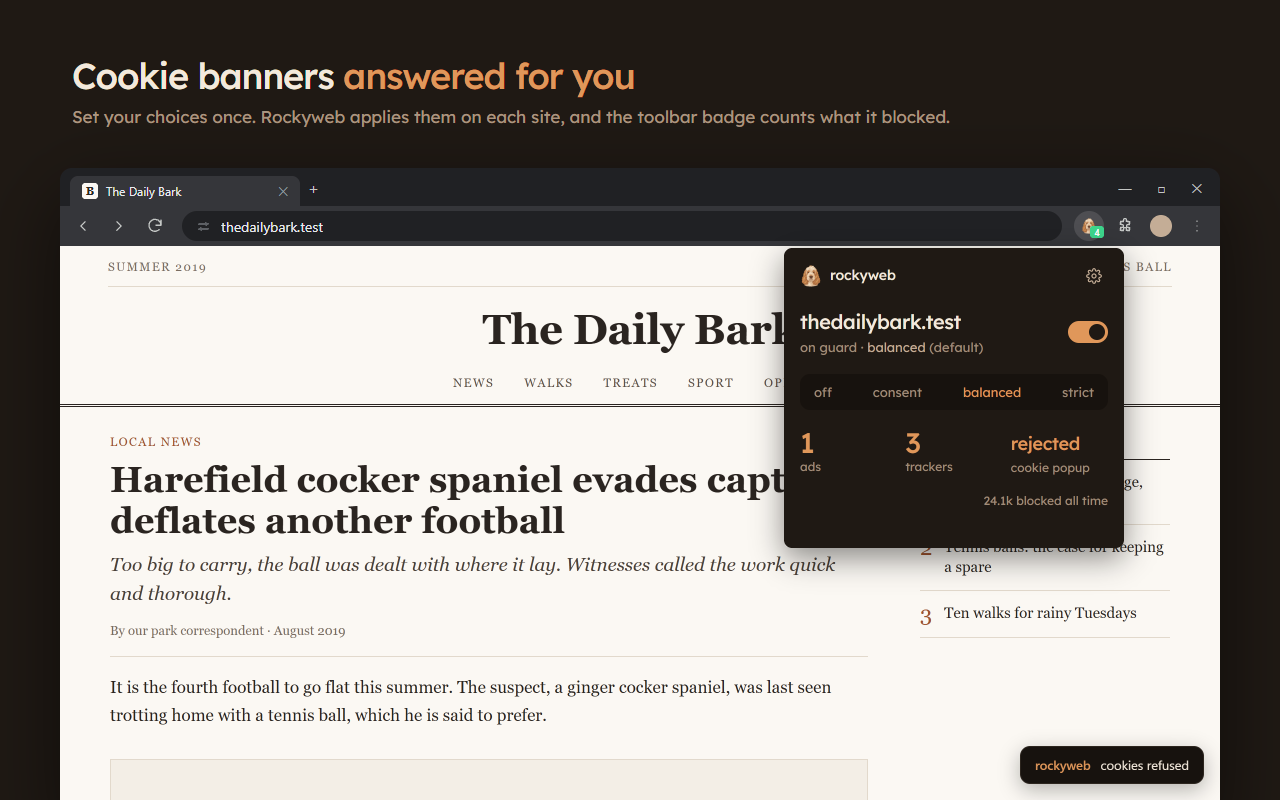 Cookie banners answered for you
Set your choices once. Rockyweb applies them on each site, and the toolbar badge counts what it blocked.
B The Daily Bark
thedailybark.test
4
SUMMER 2019
S BALL
rockyweb
The Daily Bark
thedailybark.test
on guard · balanced (default)
NEWS WALKS TREATS SPORT OP
off consent balanced strict
LOCAL NEWS
1 3 rejected
ads trackers cookie popup
24.1k blocked all time
Harefield cocker spaniel evades capt
deflates another football
Too big to carry, the ball was dealt with where it lay. Witnesses called the work quick
and thorough.
By our park correspondent · August 2019
It is the fourth football to go flat this summer. The suspect, a ginger cocker spaniel, was last seen
trotting home with a tennis ball, which he is said to prefer.
ge,
2 Tennis balls: the case for keeping
a spare
3 Ten walks for rainy Tuesdays
rockyweb cookies refused